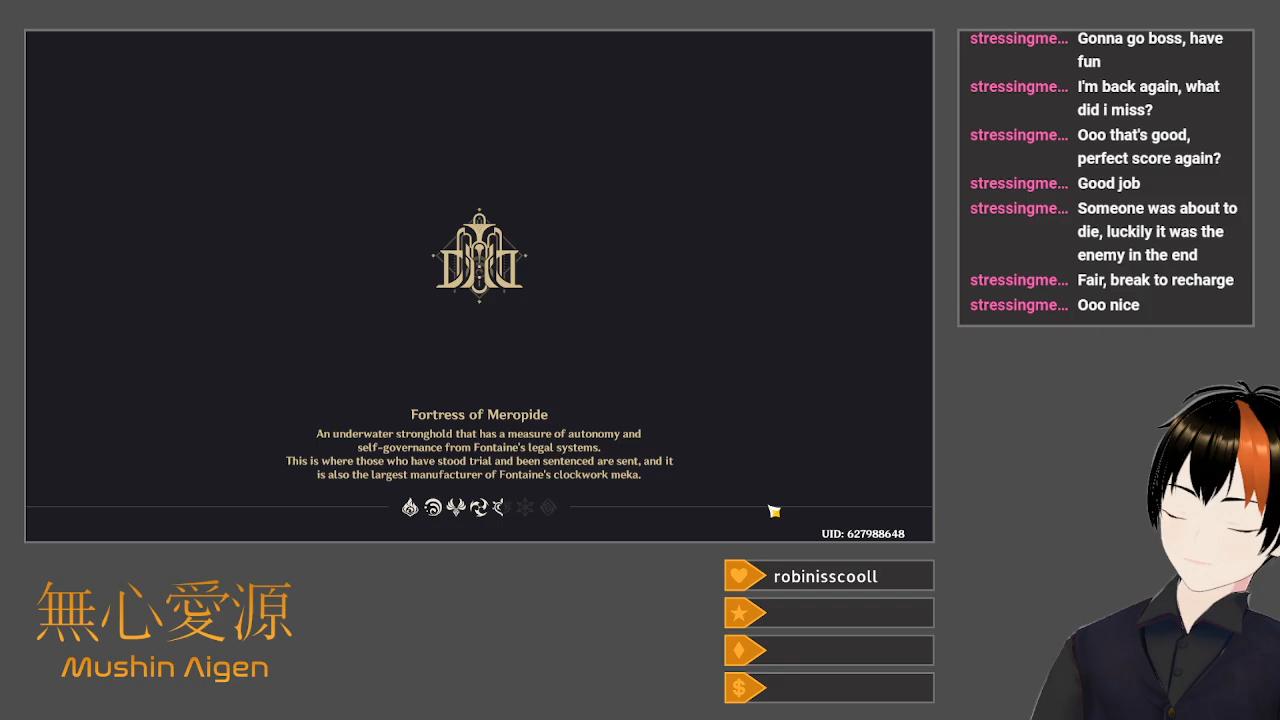 stressingme... Gonna go boss, have
fun
stressingme... I'm back again, what
did i miss?
stressingme... Ooo that's good,
perfect score again?
stressingme... Good job
stressingme... Someone was about to
die, luckily it was the
enemy in the end
stressingme... Fair, break to recharge
stressingme... Ooo nice
Fortress of Meropide
An underwater stronghold that has a measure of autonomy and
self-governance from Fontaine's legal systems.
This is where those who have stood trial and been sentenced are sent, and it
is also the largest manufacturer of Fontaine's clockwork meka.
UID: 627988648
robinisscooll
無心愛源
Mushin Aigen